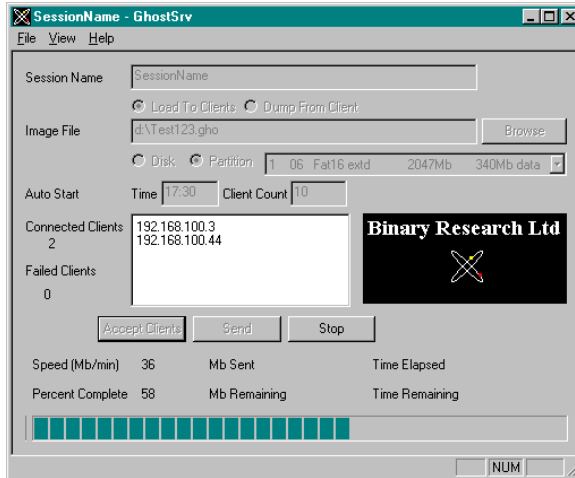 SessionName - GhostSrv
File View Help
Session Name SessionName
Load To Clients Dump From Client
Image File d:\Test123.gho Browse
Disk Partition 1 06 Fat16 extd 2047Mb 340Mb data
Auto Start Time 17:30 Client Count 10
Connected Clients 192.168.100.3 Binary Research Ltd
2 192.168.100.44
Failed Clients
0
Accept Clients Send Stop
Speed (Mb/min) 36 Mb Sent Time Elapsed
Percent Complete 58 Mb Remaining Time Remaining
NUM